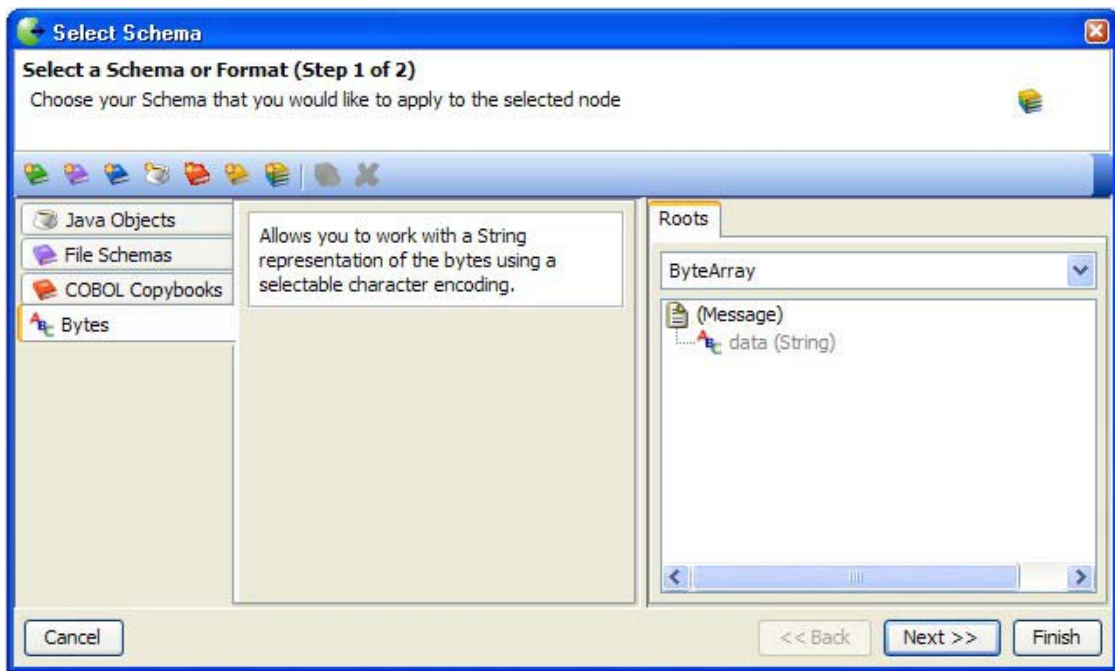 Select Schema
Select a Schema or Format (Step 1 of 2)
Choose your Schema that you would like to apply to the selected node
Java Objects
File Schemas
COBOL Copybooks
ABC Bytes
Allows you to work with a String
representation of the bytes using a
selectable character encoding.
Roots
ByteArray
(Message)
ABC data (String)
Cancel
<< Back
Next >>
Finish